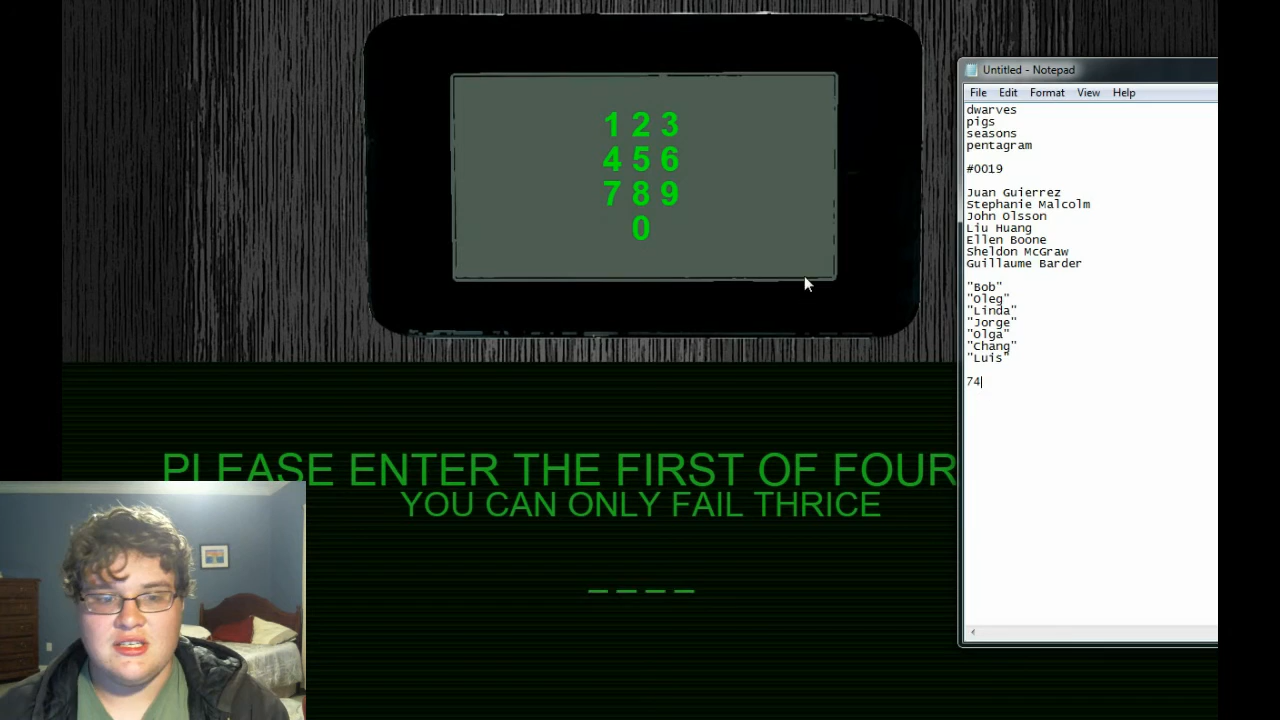 1 2 3
4 5 6
7 8 9
0
PLEASE ENTER THE FIRST OF FOUR
YOU CAN ONLY FAIL THRICE
_ _ _ _
Untitled - Notepad
File Edit Format View Help
dwarves
pigs
seasons
pentagram
#0019
Juan Guierrez
Stephanie Malcolm
John Olsson
Liu Huang
Ellen Boone
Sheldon McGraw
Guillaume Barder
"Bob"
"Oleg"
"Linda"
"Jorge"
"Olga"
"Chang"
"Luis"
74